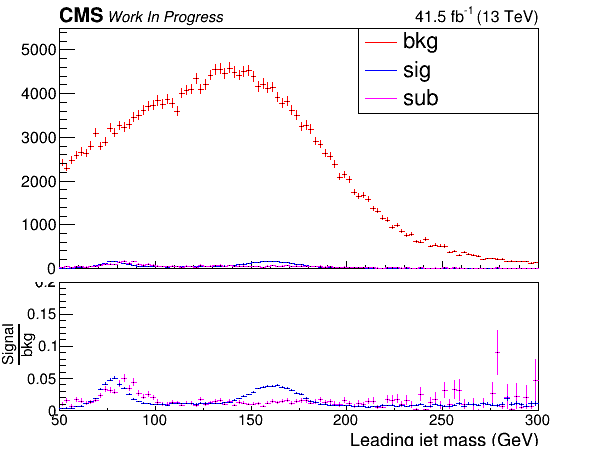 CMS Work In Progress
41.5 fb-1 (13 TeV)
5000
4000
3000
2000
1000
0
bkg
sig
sub
Signal
bkg
0.2
0.15
0.1
0.05
0
50
100
150
200
250
300
Leading jet mass (GeV)